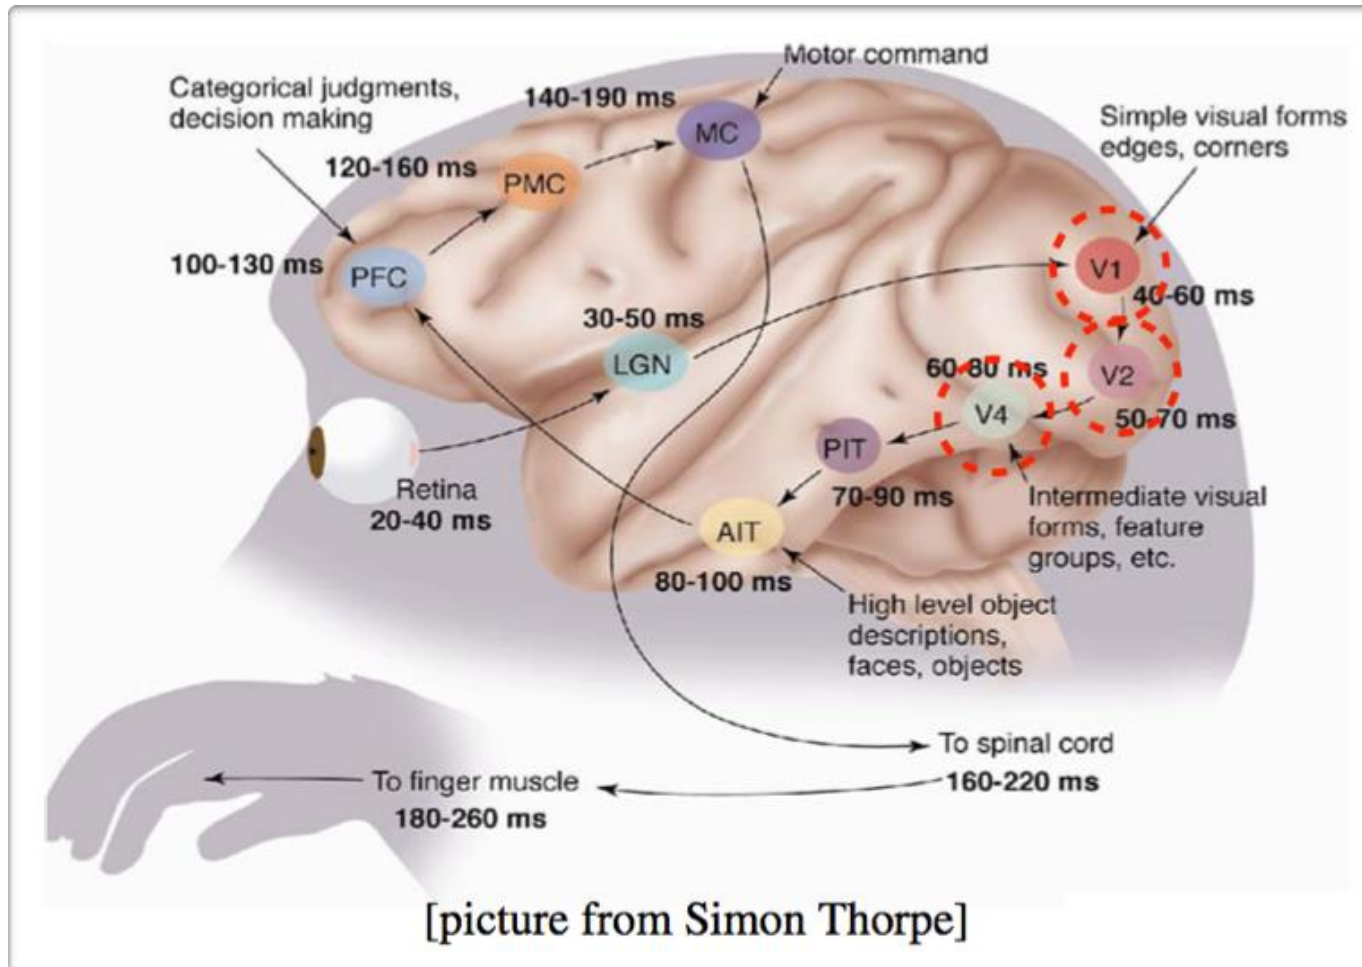 Motor command
Categorical judgments,
decision making
140-190 ms
MC
Simple visual forms
edges, corners
120-160 ms
PMC
100-130 ms
PFC
V1
40-60 ms
30-50 ms
LGN
60-80 ms
V2
V4
50-70 ms
PIT
Retina
20-40 ms
70-90 ms
Intermediate visual
forms, feature
groups, etc.
AIT
80-100 ms
High level object
descriptions,
faces, objects
To spinal cord
160-220 ms
To finger muscle
180-260 ms
[picture from Simon Thorpe]